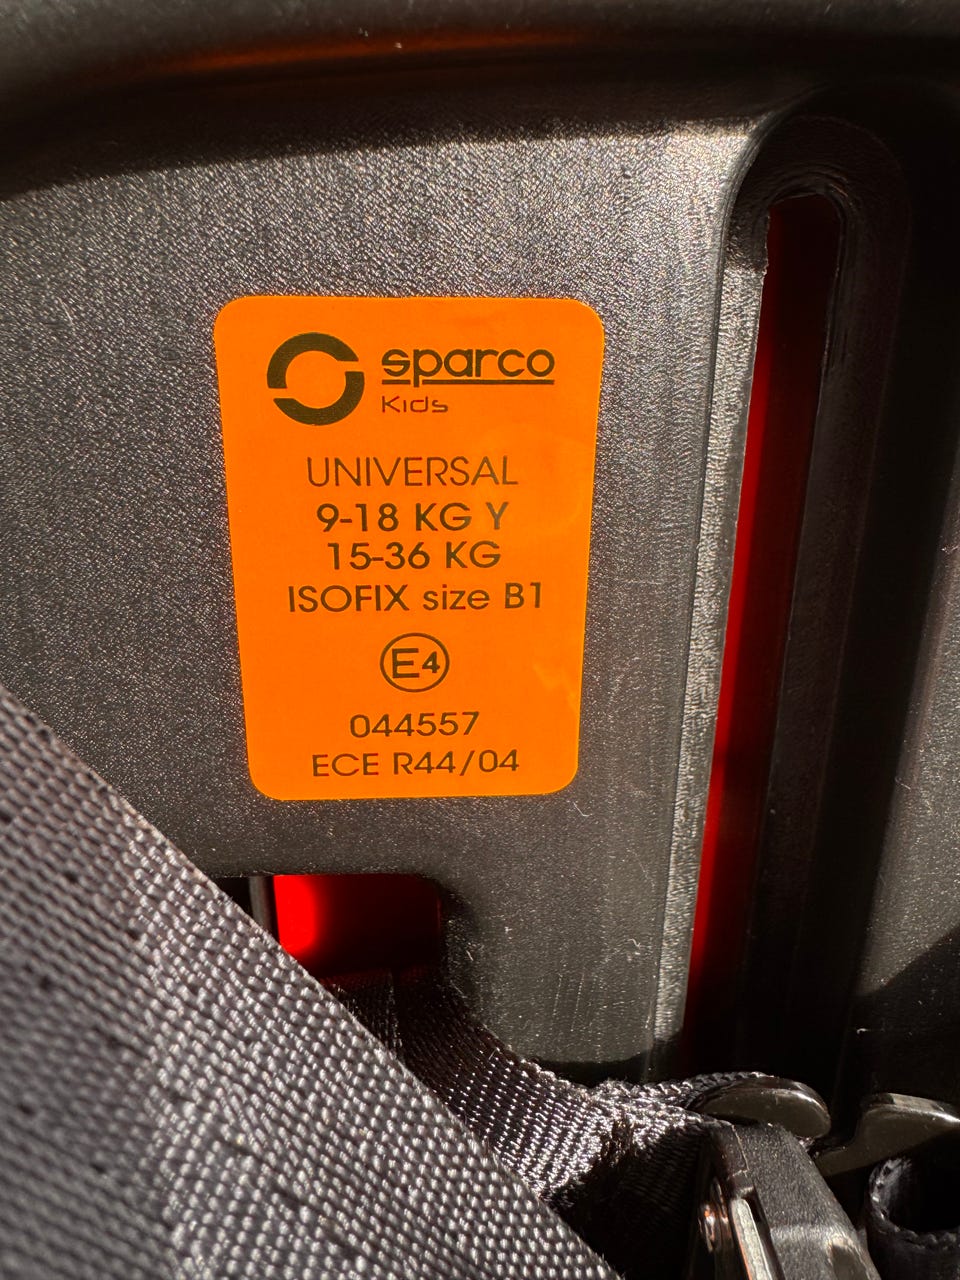 sparco
Kids
UNIVERSAL
9-18 KG Y
15-36 KG
ISOFIX size B1
E4
044557
ECE R44/04